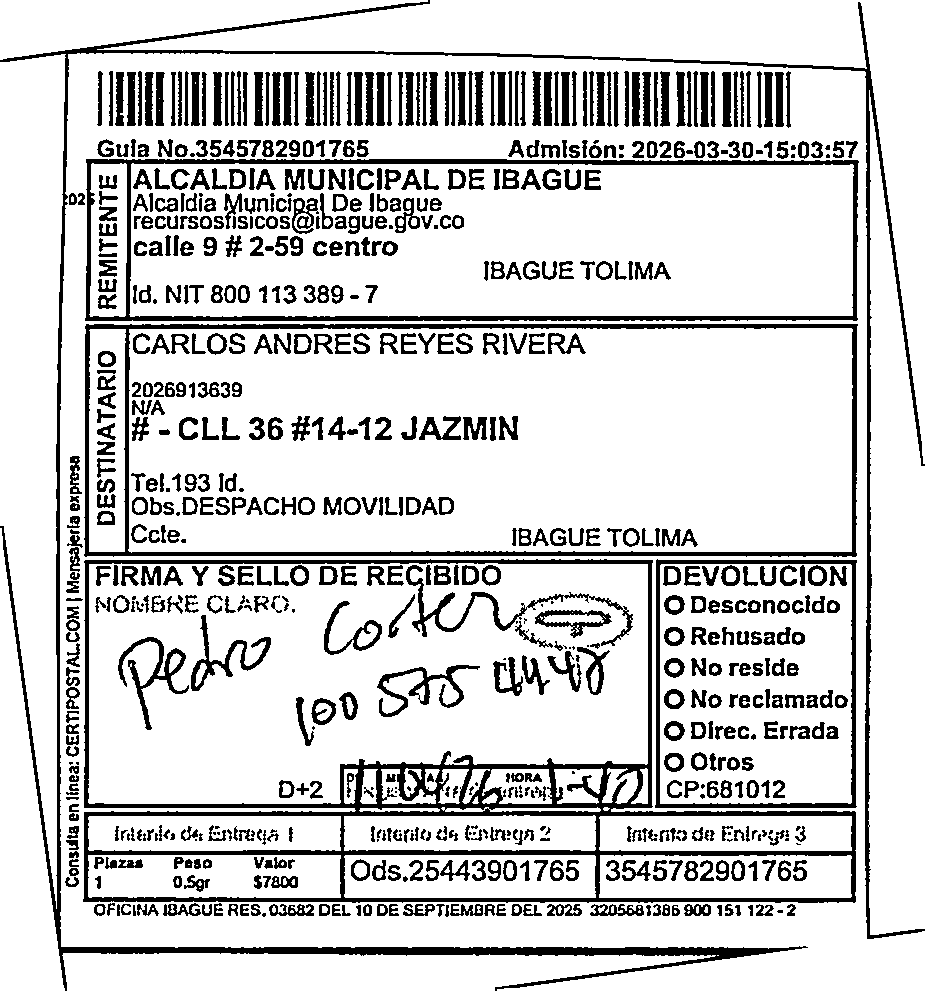 Guia No.3545782901765 Admisión: 2026-03-30-15:03:57
REMITENTE
ALCALDIA MUNICIPAL DE IBAGUE
Alcaldia Municipal De Ibague
recursosfisicos@ibague.gov.co
calle 9 # 2-59 centro
IBAGUE TOLIMA
Id. NIT 800 113 389 - 7
DESTINATARIO
CARLOS ANDRES REYES RIVERA
2026913639
N/A
# - CLL 36 #14-12 JAZMIN
Tel.193 Id.
Obs.DESPACHO MOVILIDAD
Ccte. IBAGUE TOLIMA
Consulta en línea: CERTIPOSTAL.COM | Mensajería expresa
FIRMA Y SELLO DE RECIBIDO
NOMBRE CLARO.
Pedro Cortez
100 575 4448
D+2
HORA
DEVOLUCION
Desconocido
Rehusado
No reside
No reclamado
Direc. Errada
Otros
CP:681012
Intento de Entrega 1 Intento de Entrega 2 Intento de Entrega 3
Plazas Peso Valor
1 0.5gr $7800
Ods.25443901765 3545782901765
OFICINA IBAGUE RES. 03682 DEL 10 DE SEPTIEMBRE DEL 2025 3205681386 900 151 122 - 2